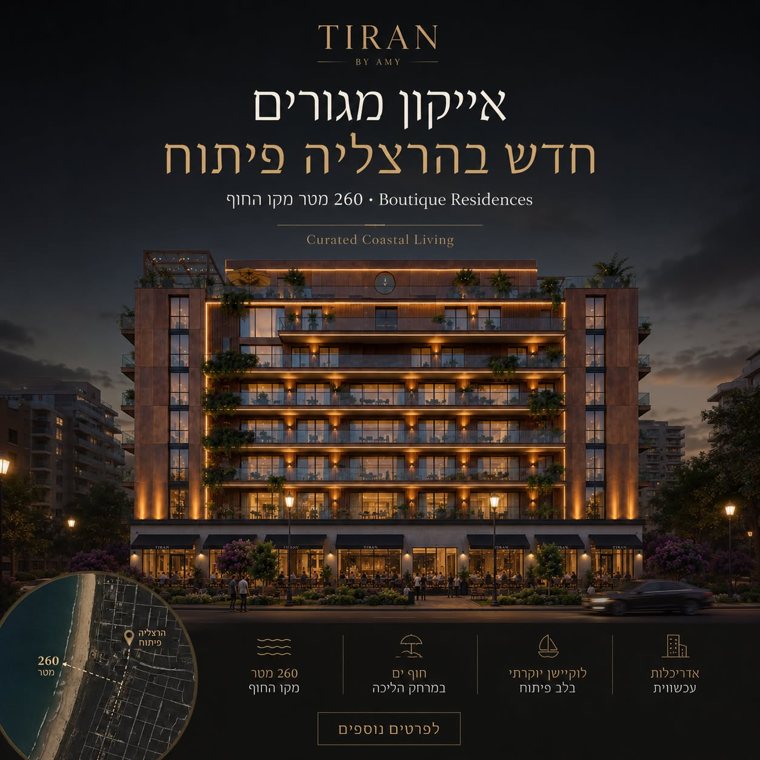 TIRAN
BY AMY
אייקון מגורים
חדש בהרצליה פיתוח
260 מטר מקו החוף • Boutique Residences
Curated Coastal Living
TIRAN
הרצליה
פיתוח
260
מטר
אדריכלות
עכשווית
לוקיישן יוקרתי
בלב פיתוח
חוף ים
במרחק הליכה
260 מטר
מקו החוף
לפרטים נוספים